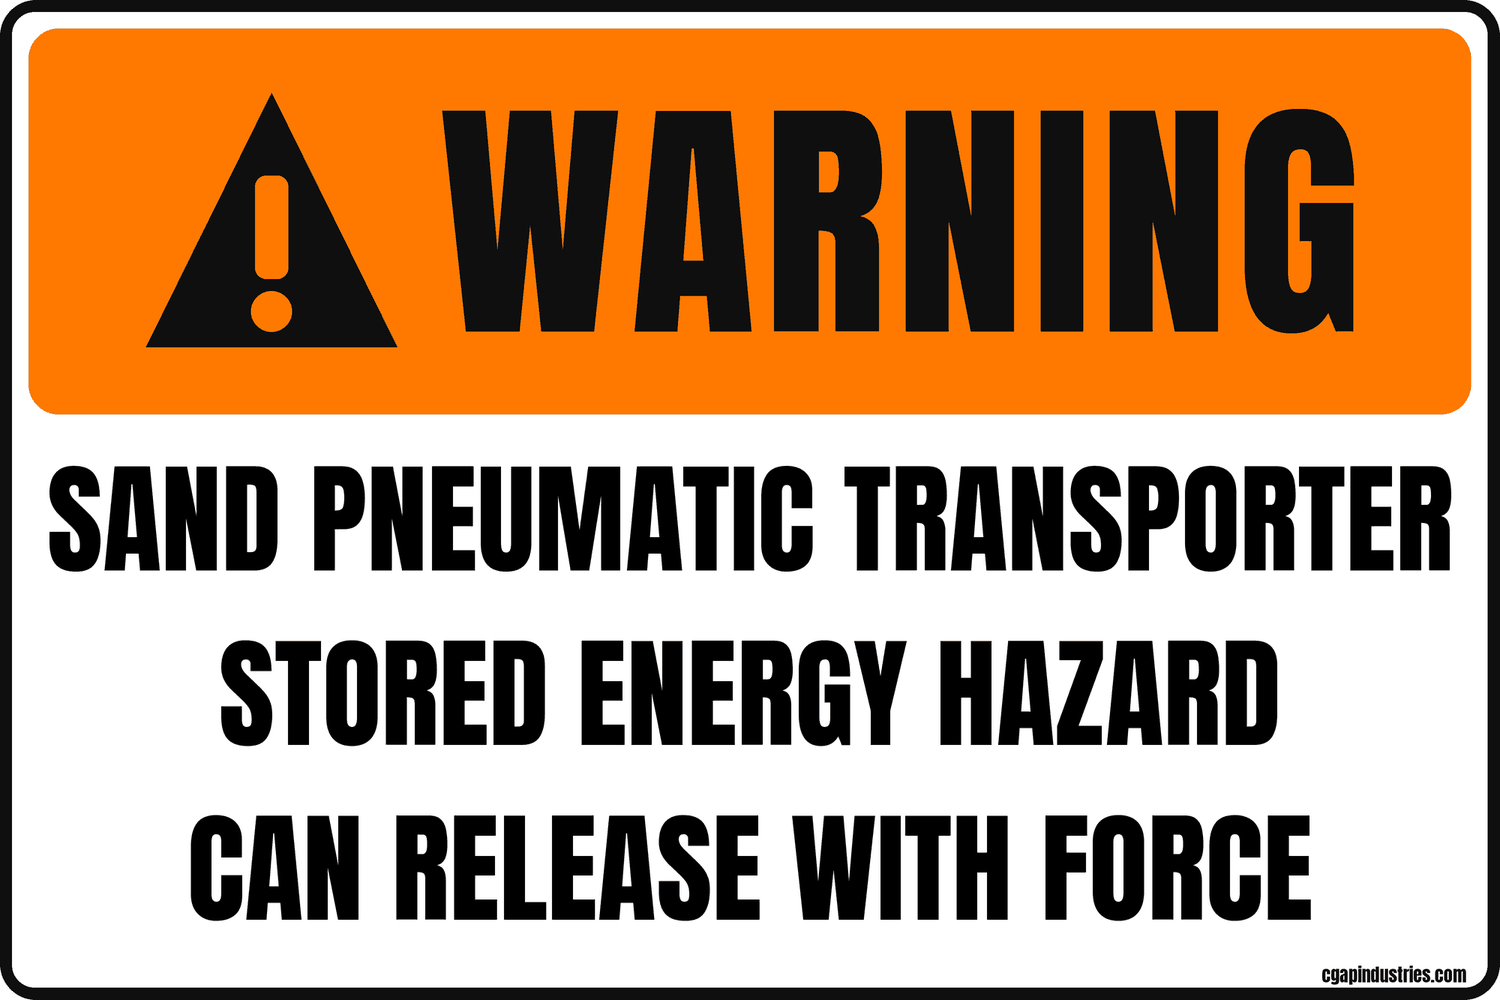 WARNING
SAND PNEUMATIC TRANSPORTER
STORED ENERGY HAZARD
CAN RELEASE WITH FORCE
cgapindustries.com